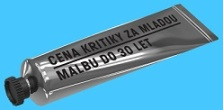 CENA KRITIKY ZA MLADOU
MALBU DO 30 LET